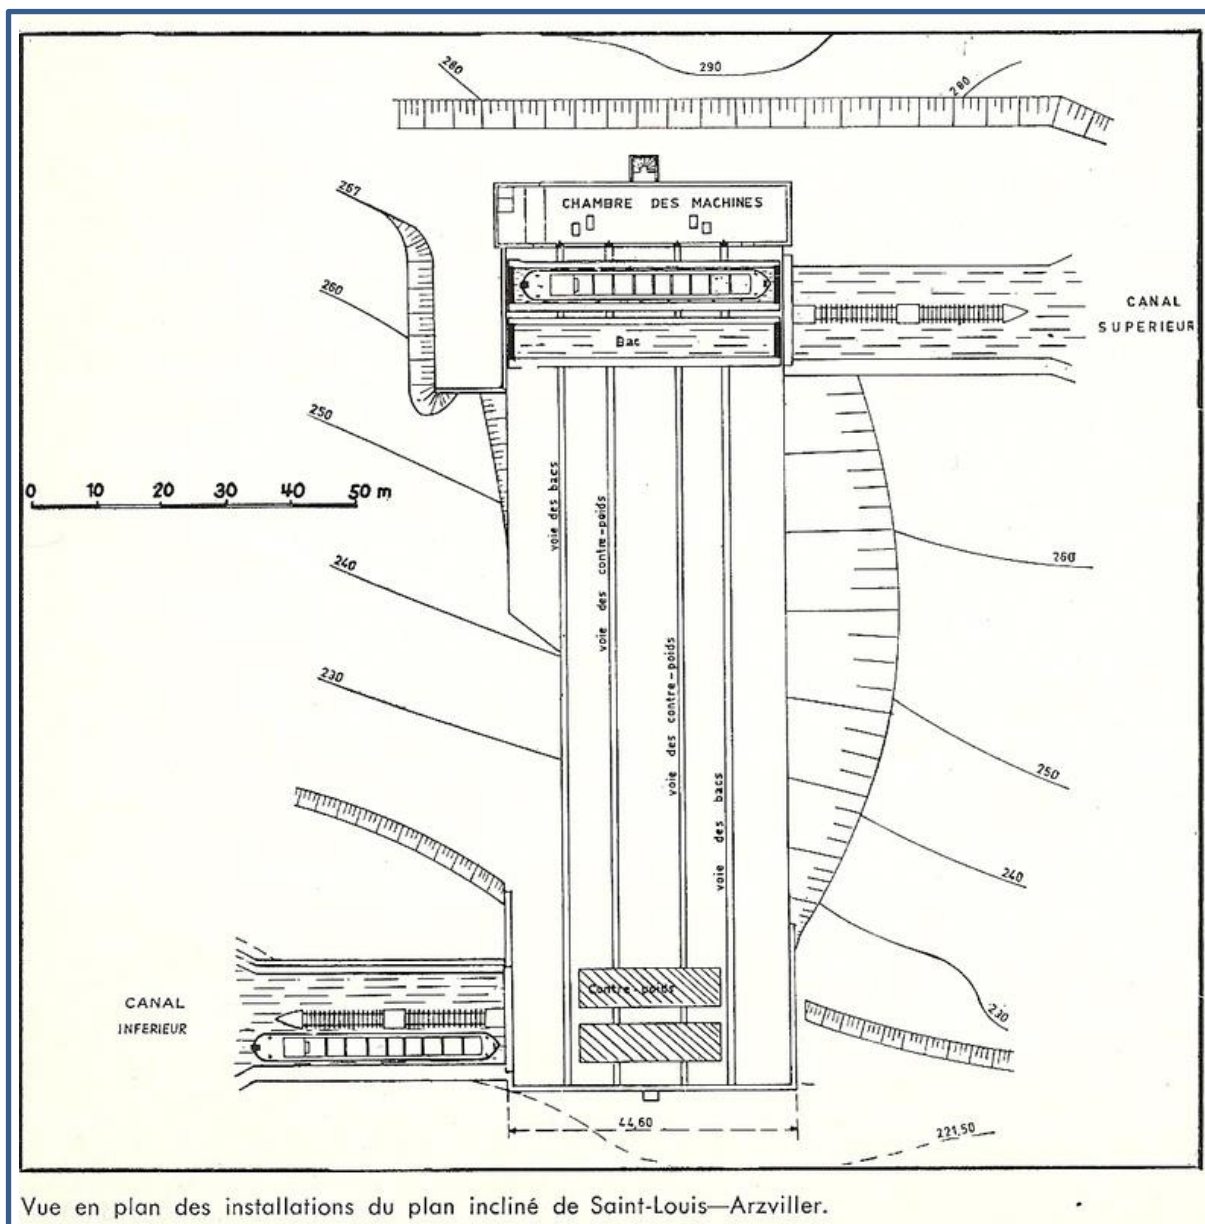 280
290
280
267
CHAMBRE DES MACHINES
260
CANAL
SUPERIEUR
Bac
250
0 10 20 30 40 50 m
voie des bacs
voie des contre-poids
voie des contre-poids
voie des bacs
260
240
230
250
240
230
Contre-poids
CANAL
INFERIEUR
44,60
221,50
Vue en plan des installations du plan incliné de Saint-Louis—Arzviller.